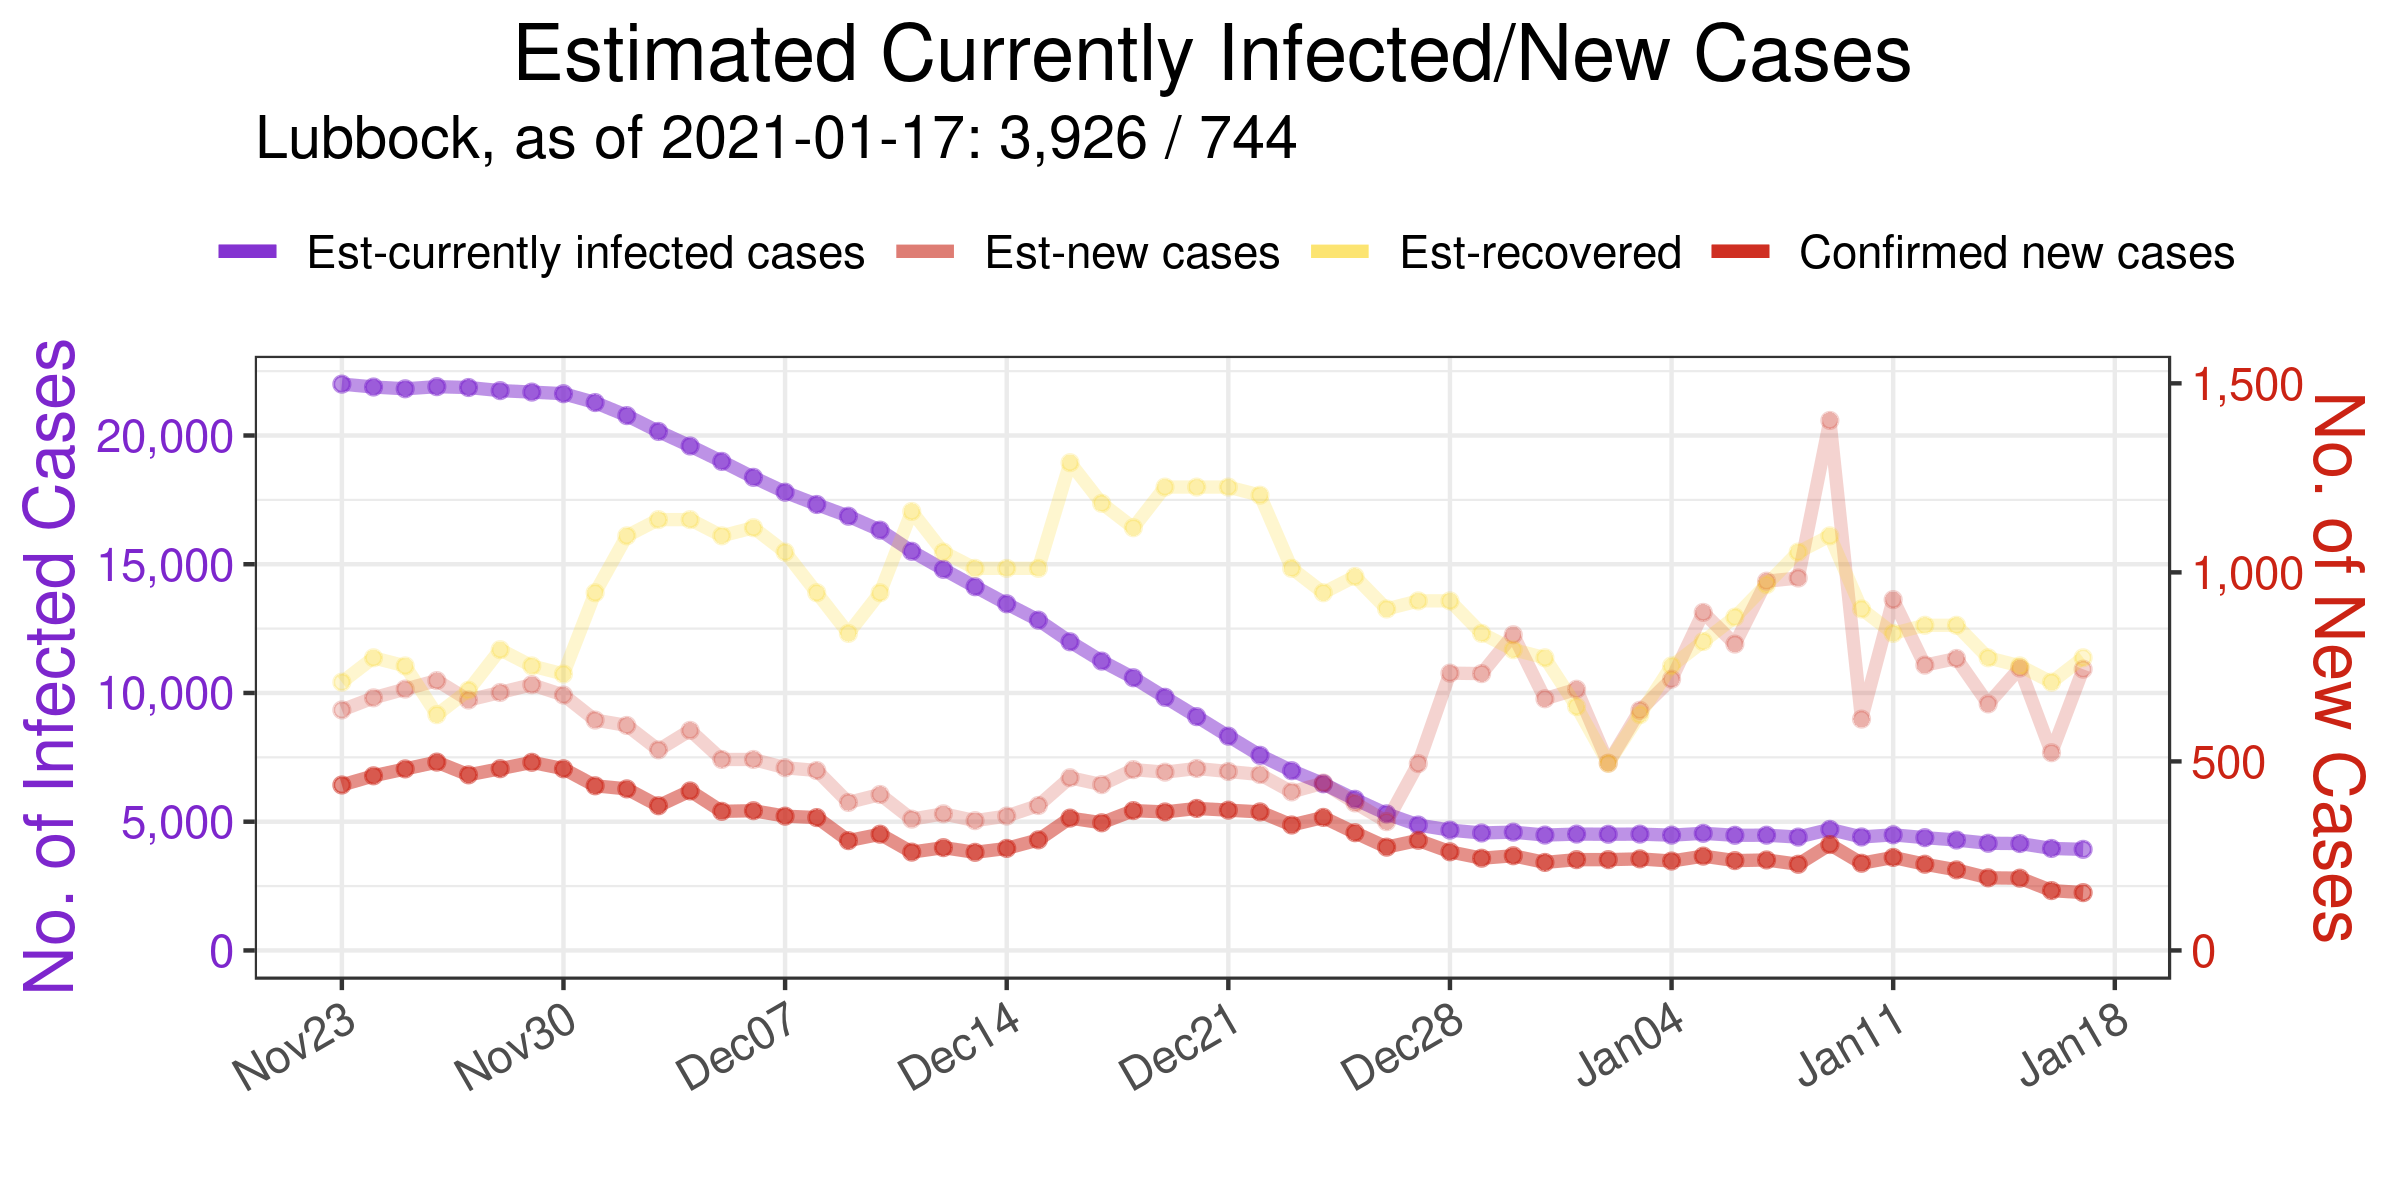 Estimated Currently Infected/New Cases
Lubbock, as of 2021-01-17: 3,926 / 744
Est-currently infected cases Est-new cases Est-recovered Confirmed new cases
No. of Infected Cases
20,000
15,000
10,000
5,000
0
1,500
1,000
500
0
No. of New Cases
Nov23 Nov30 Dec07 Dec14 Dec21 Dec28 Jan04 Jan11 Jan18